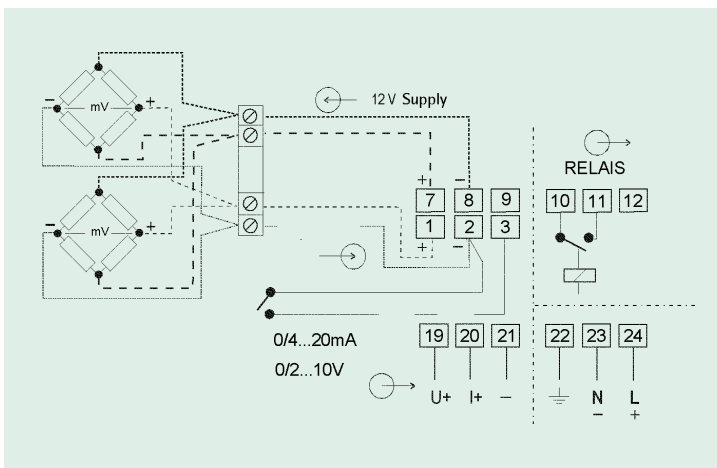 12 V Supply
− mV +
RELAIS
+ −
7 8 9
10 11 12
1 2 3
+ −
− mV +
0/4...20mA
0/2...10V
19 20 21
22 23 24
U+ I+ −
N L
− +